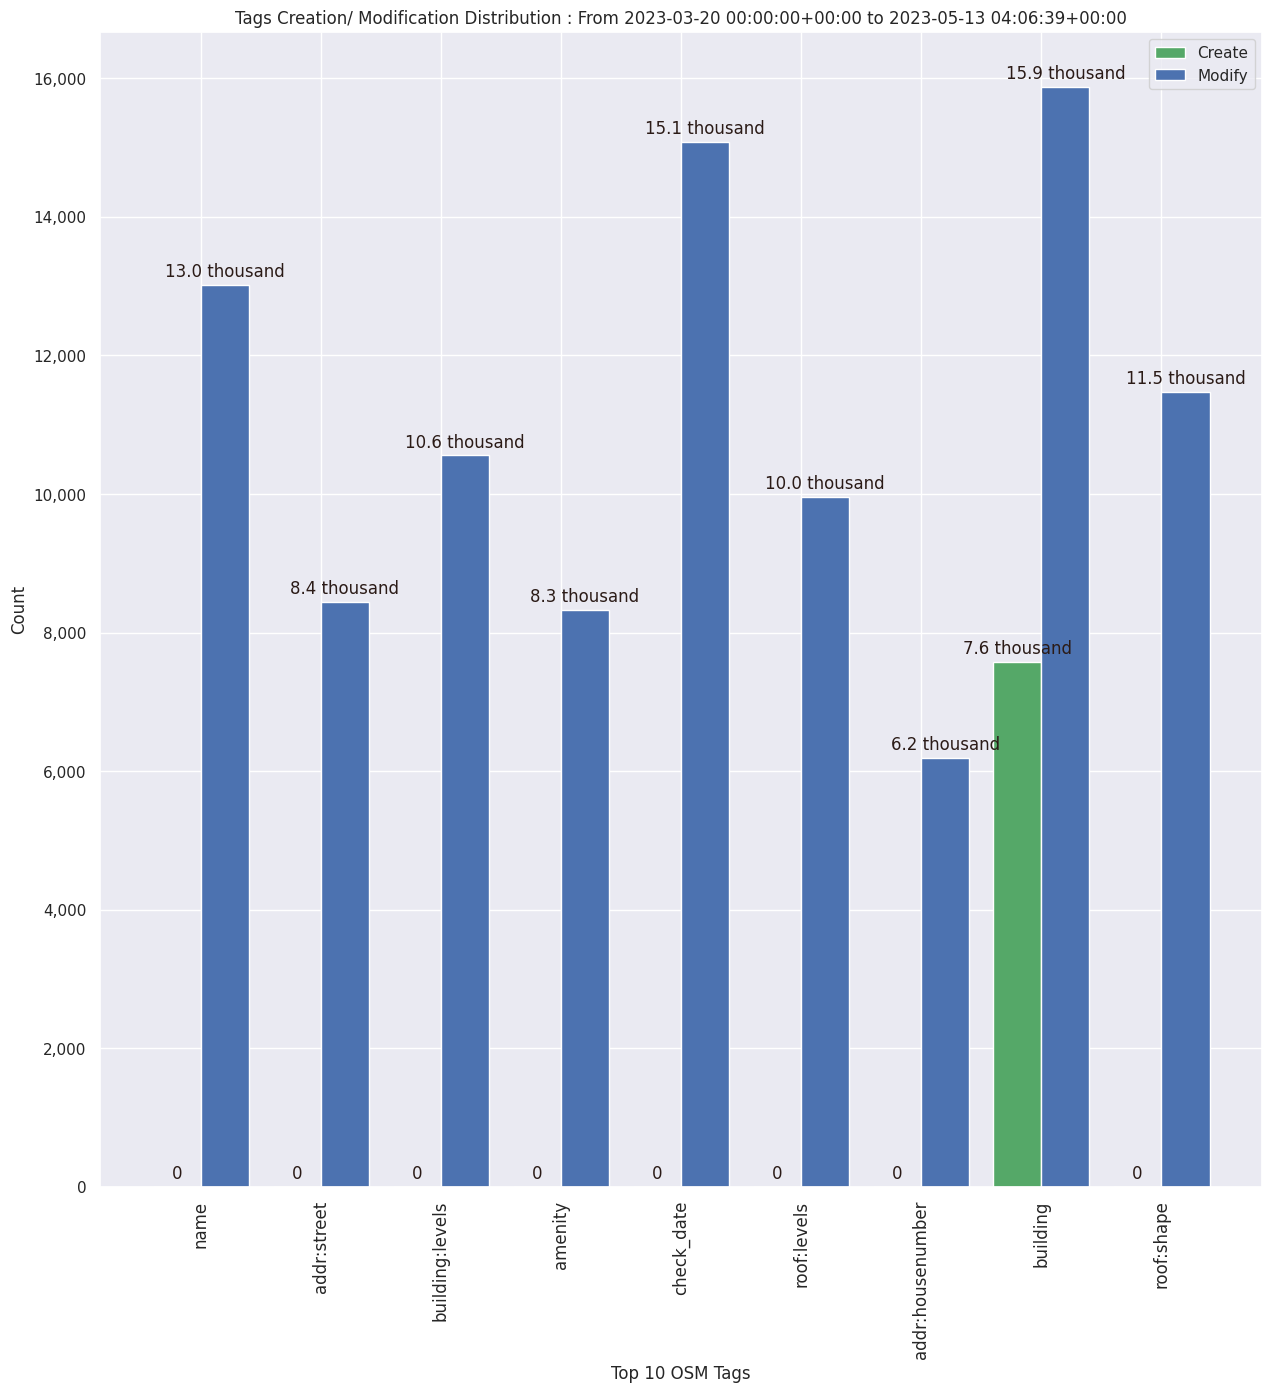 Tags Creation/ Modification Distribution : From 2023-03-20 00:00:00+00:00 to 2023-05-13 04:06:39+00:00
Create
Modify
16,000
14,000
12,000
10,000
8,000
6,000
4,000
2,000
0
Count
13.0 thousand
8.4 thousand
10.6 thousand
8.3 thousand
15.1 thousand
10.0 thousand
6.2 thousand
7.6 thousand
15.9 thousand
11.5 thousand
0
0
0
0
0
0
0
0
name
addr:street
building:levels
amenity
check_date
roof:levels
addr:housenumber
building
roof:shape
Top 10 OSM Tags